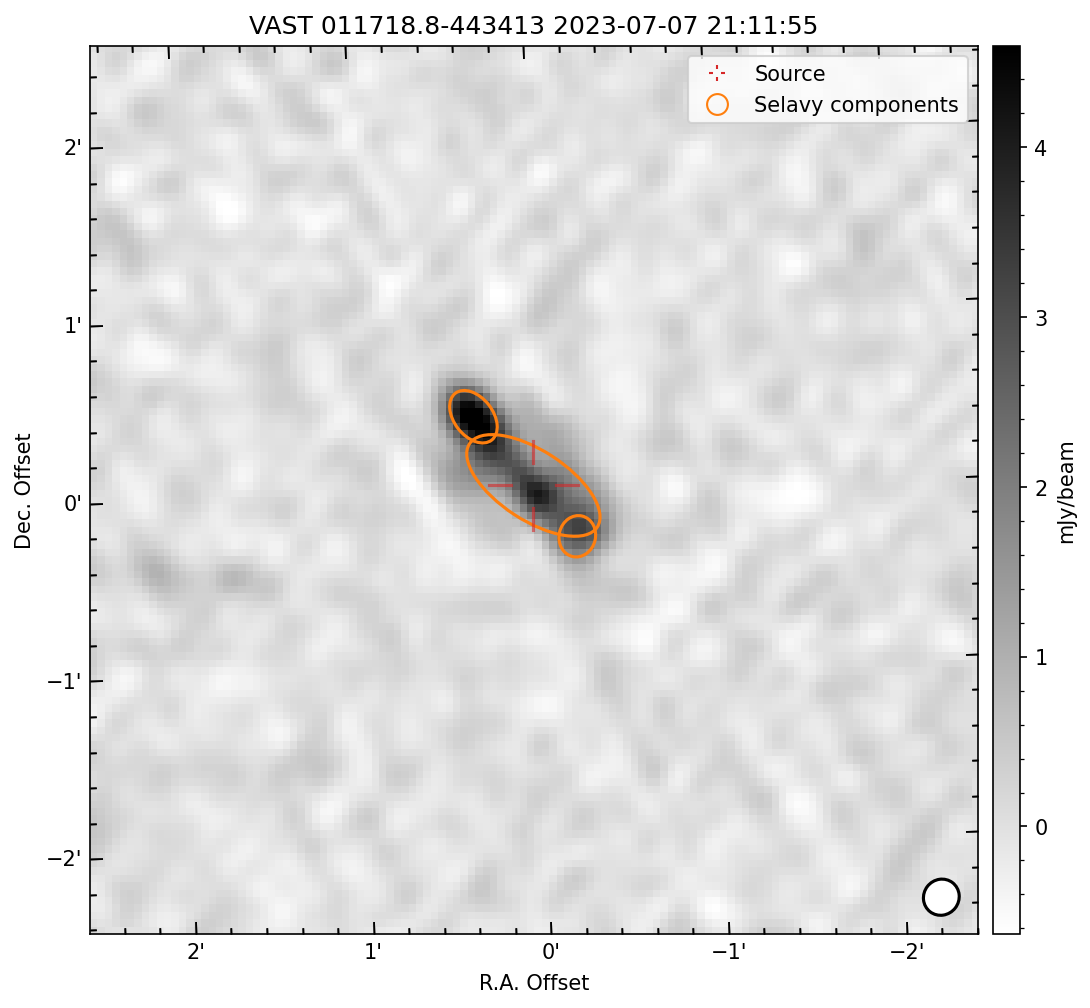 VAST 011718.8-443413 2023-07-07 21:11:55
Source
Selavy components
2'
1'
0'
−1'
−2'
Dec. Offset
2'
1'
0'
−1'
−2'
R.A. Offset
4
3
2
1
0
mJy/beam